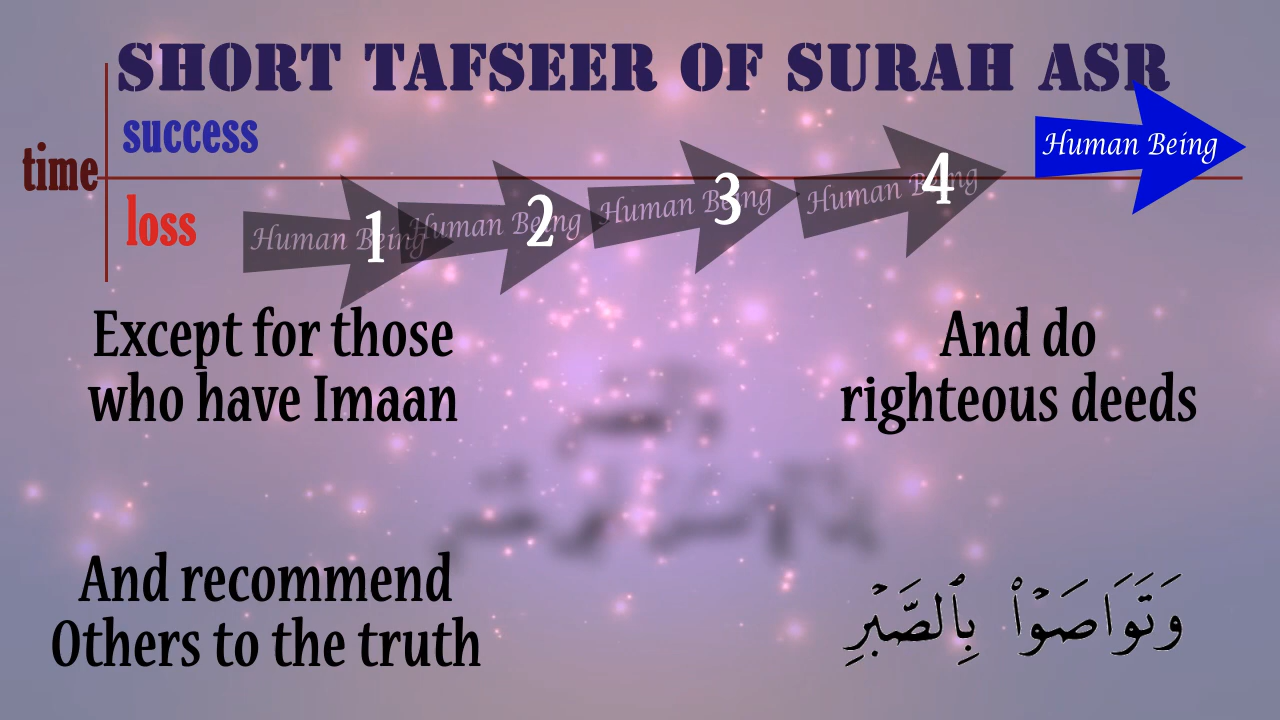 SHORT TAFSEER OF SURAH ASR
success
time
loss
Human Being
1
Human Being
2
Human Being
3
Human Being
4
Human Being
Except for those
who have Imaan
And do
righteous deeds
And recommend
Others to the truth
وَتَوَاصَوْا۟ بِٱلصَّبْرِ